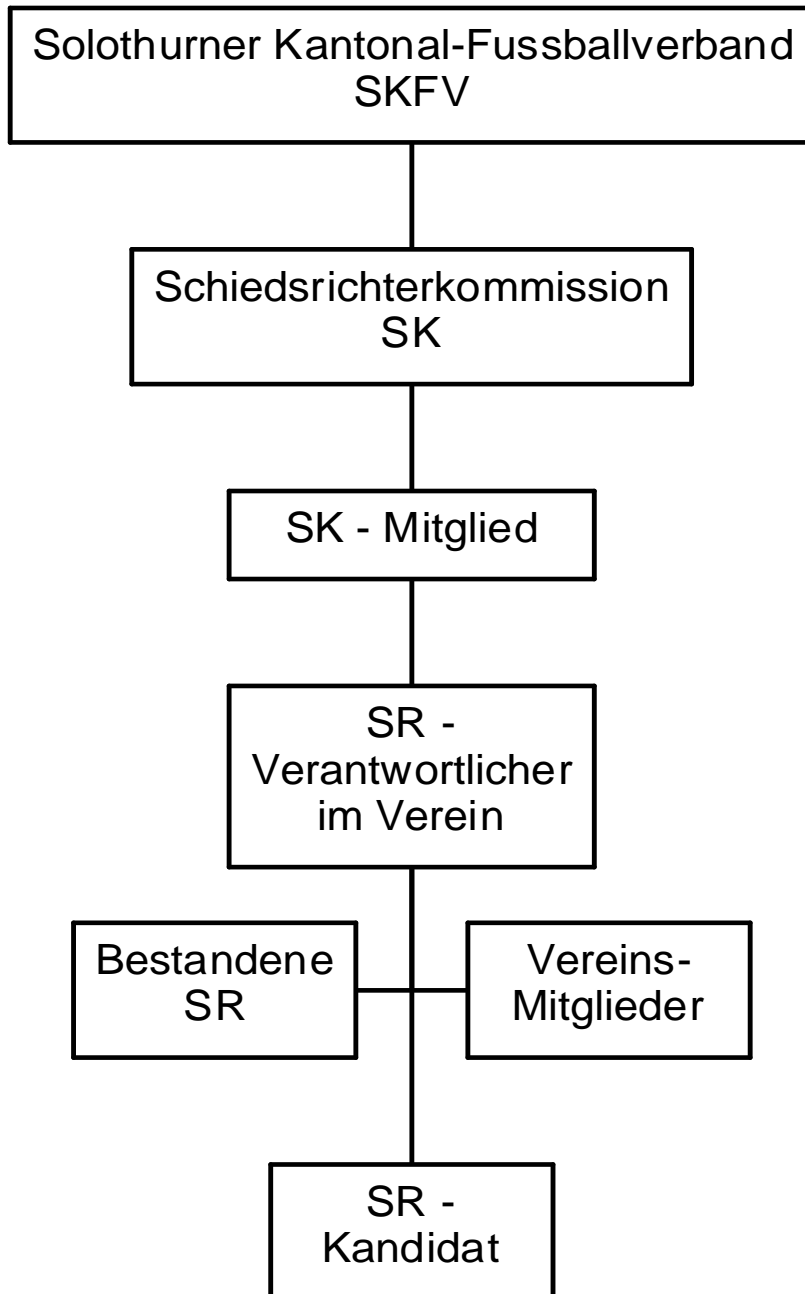 Solothurner Kantonal-Fussballverband
SKFV
Schiedsrichterkommission
SK
SK - Mitglied
SR -
Verantwortlicher
im Verein
Bestandene
SR
Vereins-
Mitglieder
SR -
Kandidat